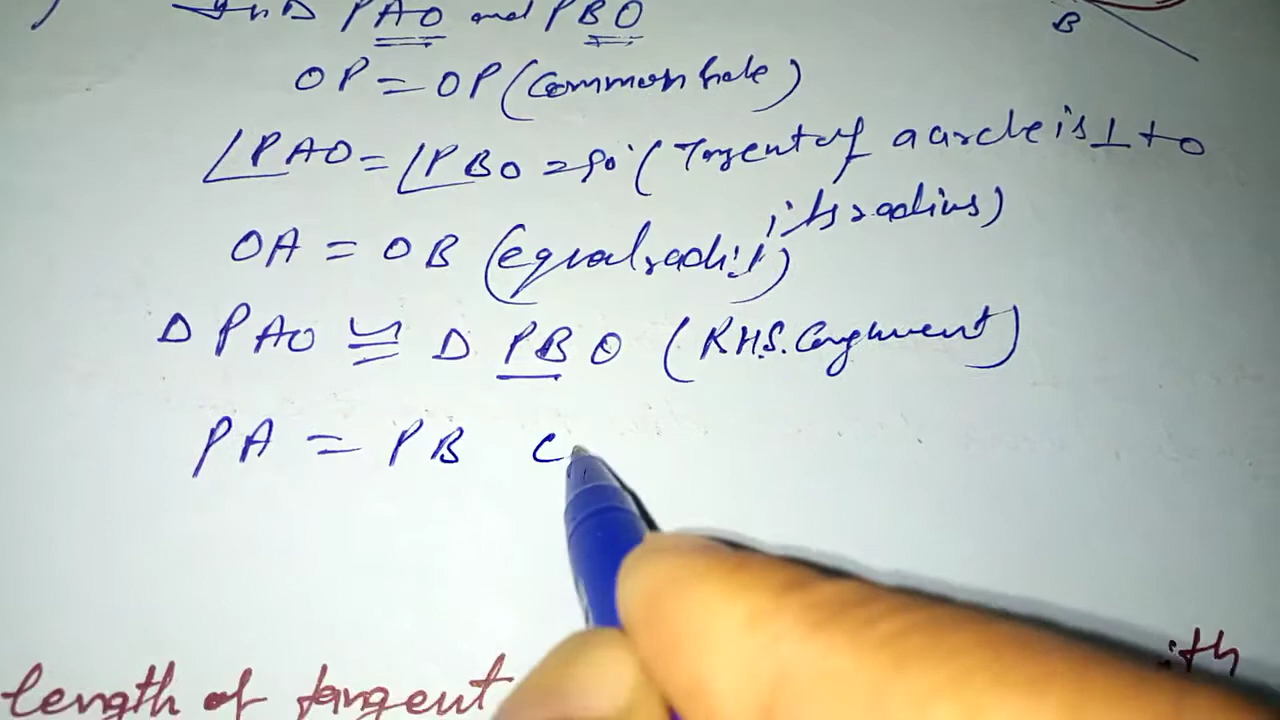 In Δ PAO and PBO
B
OP = OP (Common side)
∠PAO = ∠PBO = 90° (Tangent of a circle is ⊥ to
its radius)
OA = OB (equal radii)
Δ PAO ≅ Δ PBO (R.H.S. Congruent)
PA = PB C
length of tangent
ith